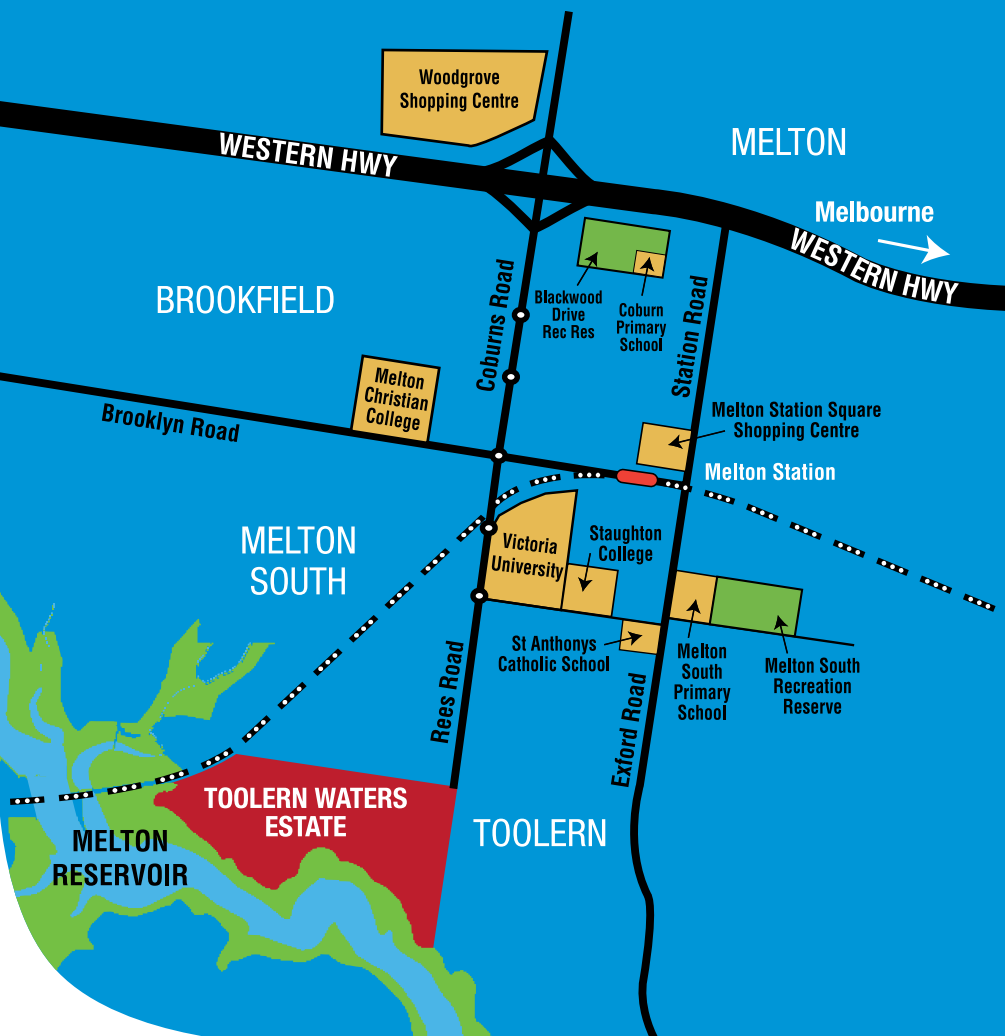 Woodgrove
Shopping Centre
WESTERN HWY
MELTON
Melbourne
WESTERN HWY
BROOKFIELD
Coburns Road
Blackwood
Drive
Rec Res
Coburn
Primary
School
Station Road
Melton
Christian
College
Brooklyn Road
Melton Station Square
Shopping Centre
Melton Station
MELTON
SOUTH
Victoria
University
Staughton
College
St Anthonys
Catholic School
Melton
South
Primary
School
Melton South
Recreation
Reserve
Rees Road
Exford Road
TOOLERN WATERS
ESTATE
TOOLERN
MELTON
RESERVOIR